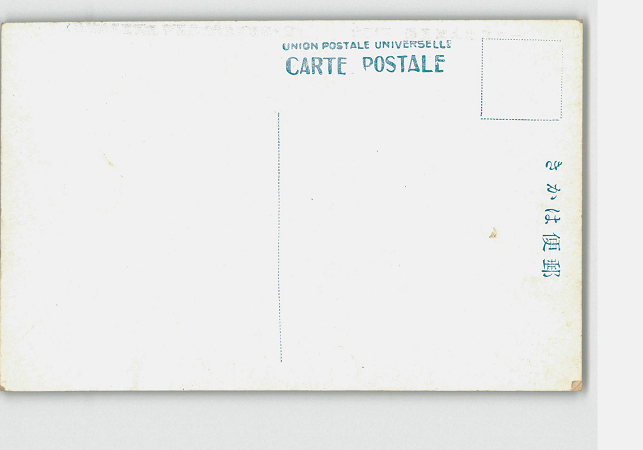 UNION POSTALE UNIVERSELLE
CARTE POSTALE
郵便はかき